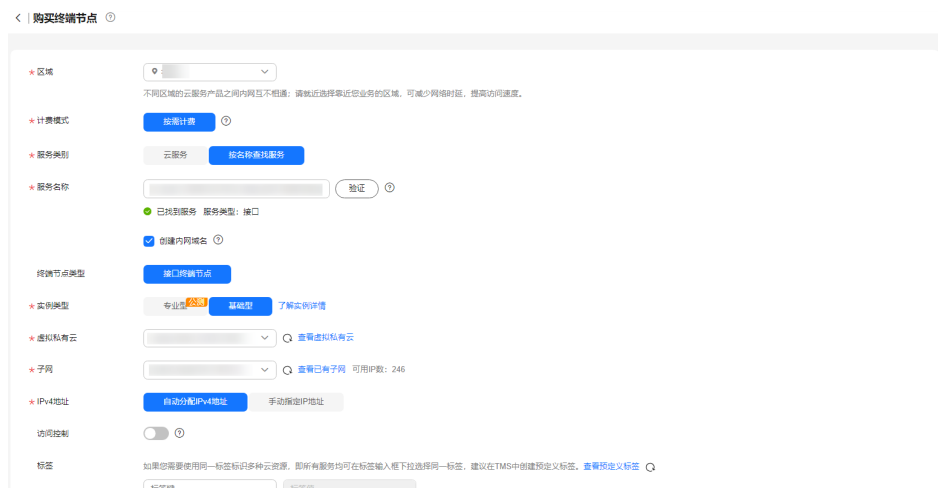 购买终端节点
区域
不同区域的云服务产品之间内网互不相通；请就近选择靠近您业务的区域，可减少网络时延，提高访问速度。
计费模式 按需计费
服务类别 云服务 按名称查找服务
服务名称 验证
已找到服务 服务类型：接口
创建内网域名
终端节点类型 接口终端节点
实例类型 专业型 公测 基础型 了解实例详情
虚拟私有云 查看虚拟私有云
子网 查看已有子网 可用IP数：246
IPv4地址 自动分配IPv4地址 手动指定IP地址
访问控制
标签 如果您需要使用同一标签标识多种云资源，即所有服务均可在标签输入框下拉选择同一标签，建议在TMS中创建预定义标签。查看预定义标签
标签键 标签值